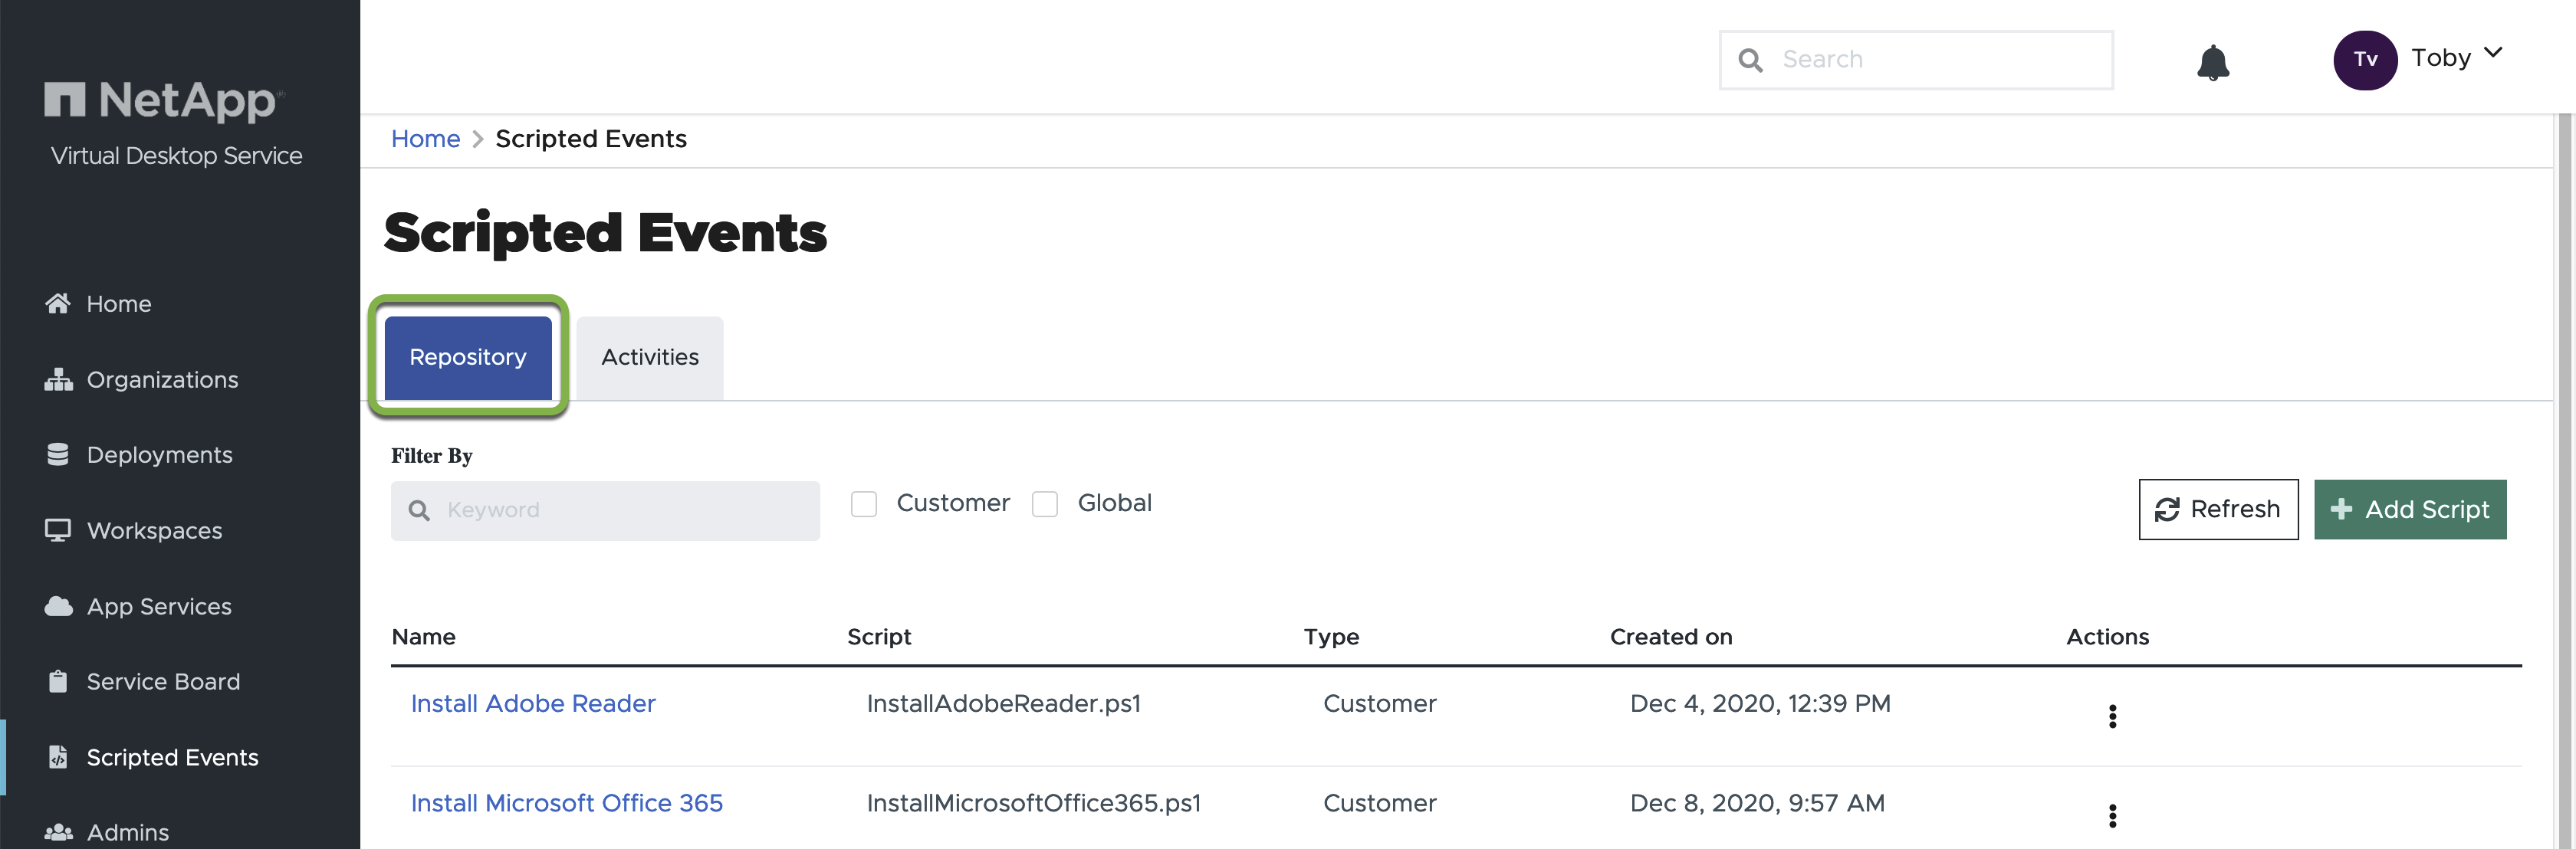 NetApp
Virtual Desktop Service
Home
Organizations
Deployments
Workspaces
App Services
Service Board
Scripted Events
Admins
Search
Tv Toby
Home Scripted Events
Scripted Events
Repository Activities
Filter By
Keyword Customer Global Refresh Add Script
Name Script Type Created on Actions
Install Adobe Reader InstallAdobeReader.ps1 Customer Dec 4, 2020, 12:39 PM
Install Microsoft Office 365 InstallMicrosoftOffice365.ps1 Customer Dec 8, 2020, 9:57 AM